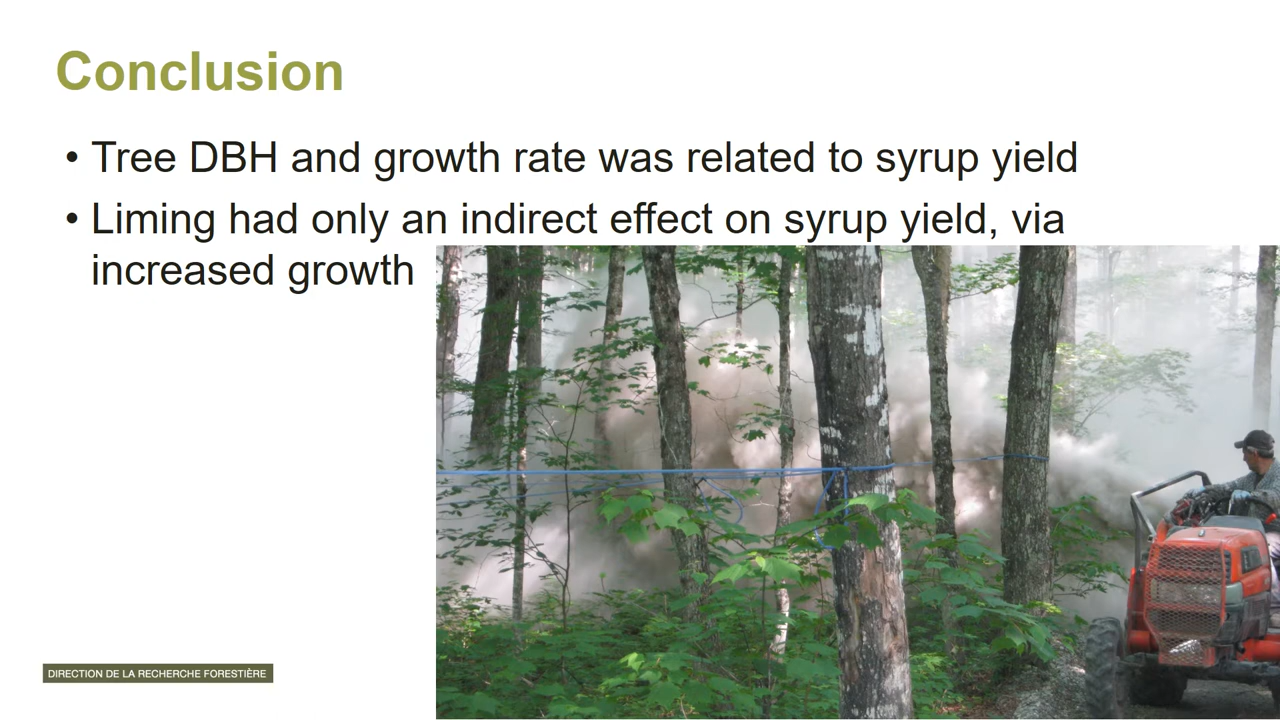 Conclusion
• Tree DBH and growth rate was related to syrup yield
• Liming had only an indirect effect on syrup yield, via
increased growth
DIRECTION DE LA RECHERCHE FORESTIÈRE